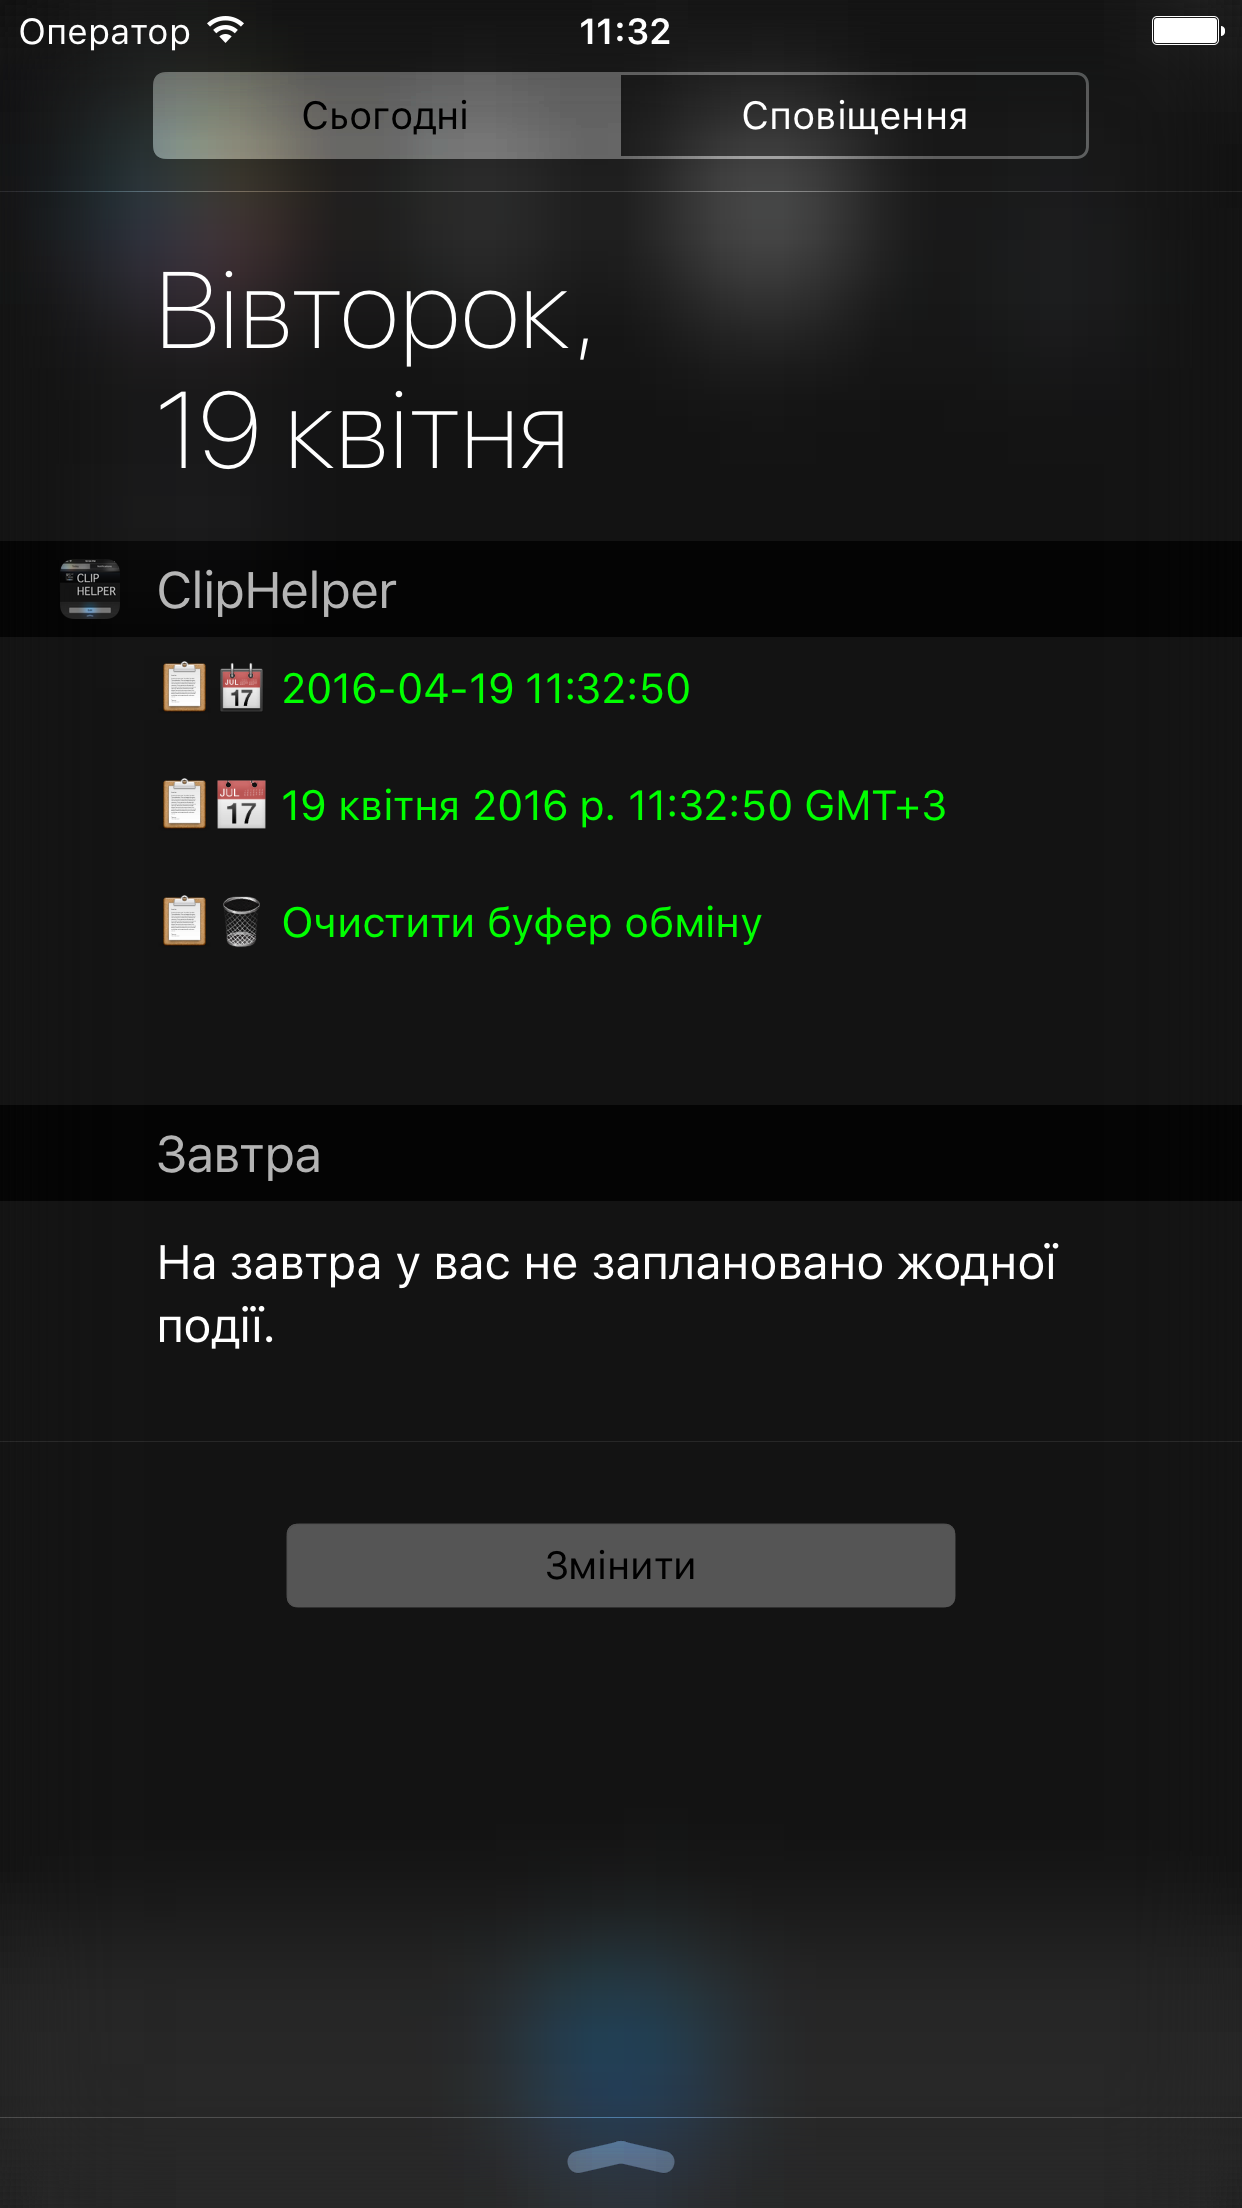 Оператор 11:32
Сьогодні Сповіщення
Вівторок,
19 квітня
CLIP
HELPER
ClipHelper
JUL
17
2016-04-19 11:32:50
JUL
17
19 квітня 2016 р. 11:32:50 GMT+3
Очистити буфер обміну
Завтра
На завтра у вас не заплановано жодної
події.
Змінити